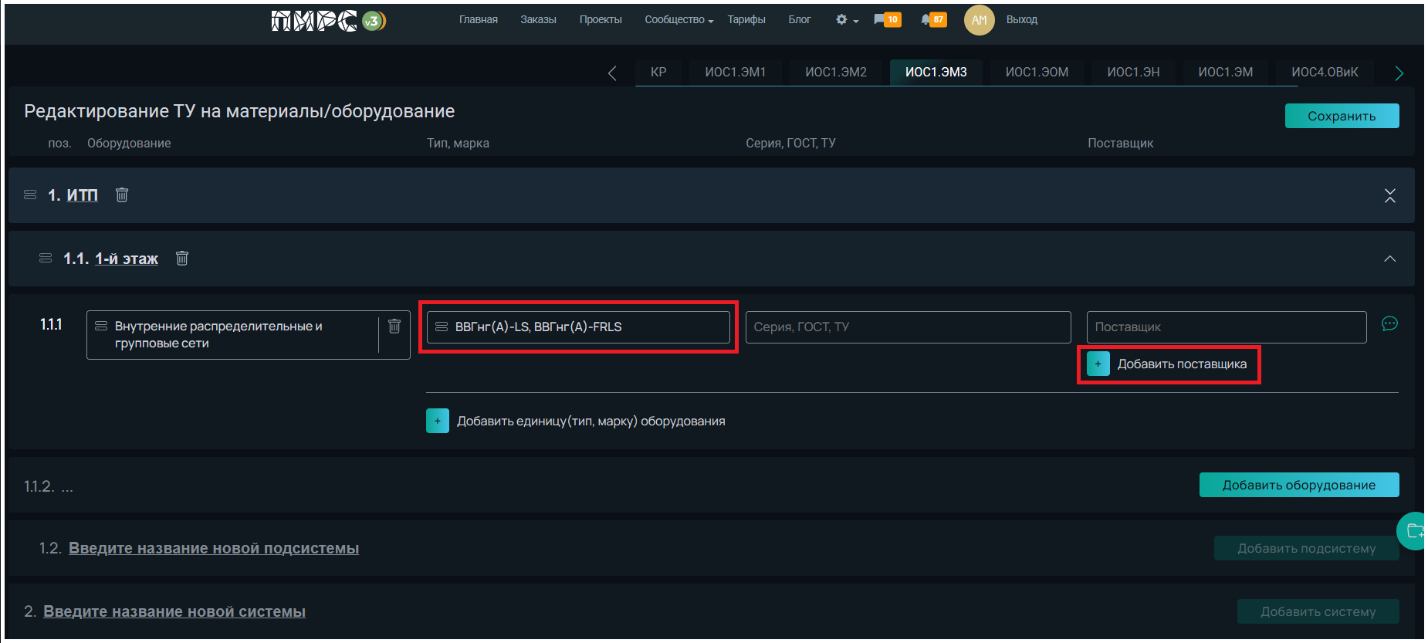 ПИРС v3 Главная Заказы Проекты Сообщество Тарифы Блог 10 87 АМ Выход
КР ИОС1.ЭМ1 ИОС1.ЭМ2 ИОС1.ЭМ3 ИОС1.ЭОМ ИОС1.ЭН ИОС1.ЭМ ИОС4.ОВиК
Редактирование ТУ на материалы/оборудование Сохранить
поз. Оборудование Тип, марка Серия, ГОСТ, ТУ Поставщик
1. ИТП
1.1. 1-й этаж
1.1.1 Внутренние распределительные и групповые сети ВВГнг(А)-LS, ВВГнг(А)-FRLS Серия, ГОСТ, ТУ Поставщик
+ Добавить поставщика
+ Добавить единицу(тип, марку) оборудования
1.1.2. ... Добавить оборудование
1.2. Введите название новой подсистемы Добавить подсистему
2. Введите название новой системы Добавить систему